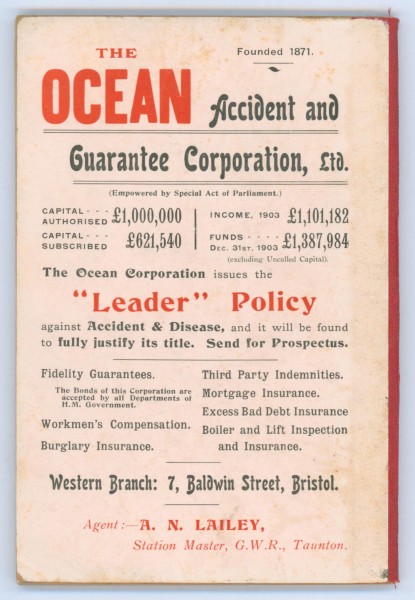 THE
Founded 1871.
OCEAN Accident and
Guarantee Corporation, Ltd.
(Empowered by Special Act of Parliament.)
CAPITAL - - - AUTHORISED £1,000,000
CAPITAL - - - SUBSCRIBED £621,540
INCOME, 1903 £1,101,182
FUNDS - - - - DEC. 31ST, 1903 £1,387,984
(excluding Uncalled Capital).
The Ocean Corporation issues the
"Leader" Policy
against Accident & Disease, and it will be found
to fully justify its title. Send for Prospectus.
Fidelity Guarantees.
The Bonds of this Corporation are
accepted by all Departments of
H.M. Government.
Workmen's Compensation.
Burglary Insurance.
Third Party Indemnities.
Mortgage Insurance.
Excess Bad Debt Insurance
Boiler and Lift Inspection
and Insurance.
Western Branch: 7, Baldwin Street, Bristol.
Agent:—A. N. LAILEY,
Station Master, G.W.R., Taunton.